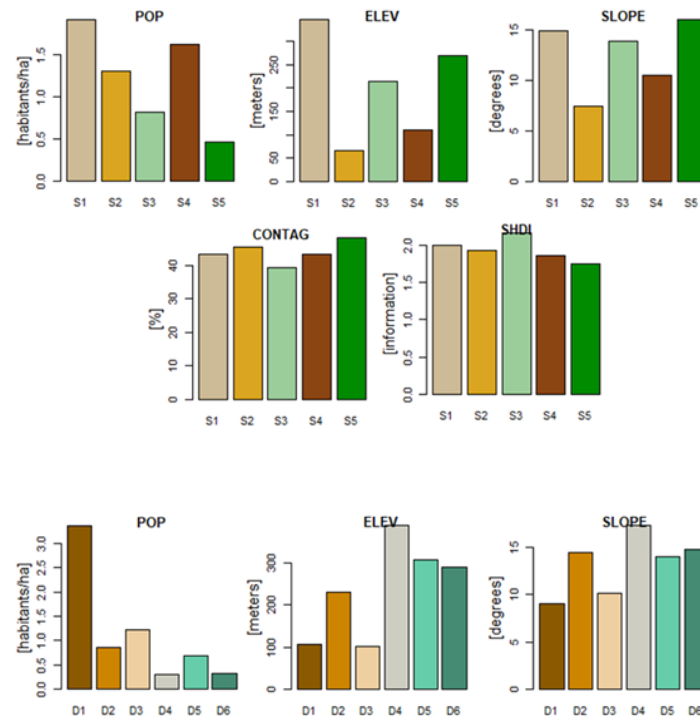 POP ELEV SLOPE
[habitants/ha] 0.0 0.5 1.0 1.5
[meters] 0 50 150 250
[degrees] 0 5 10 15
S1 S2 S3 S4 S5 S1 S2 S3 S4 S5 S1 S2 S3 S4 S5
CONTAG SHDI
[%] 0 10 20 30 40
[information] 0.0 0.5 1.0 1.5 2.0
S1 S2 S3 S4 S5 S1 S2 S3 S4 S5
POP ELEV SLOPE
[habitants/ha] 0.0 0.5 1.0 1.5 2.0 2.5 3.0
[meters] 0 100 200 300
[degrees] 0 5 10 15
D1 D2 D3 D4 D5 D6 D1 D2 D3 D4 D5 D6 D1 D2 D3 D4 D5 D6